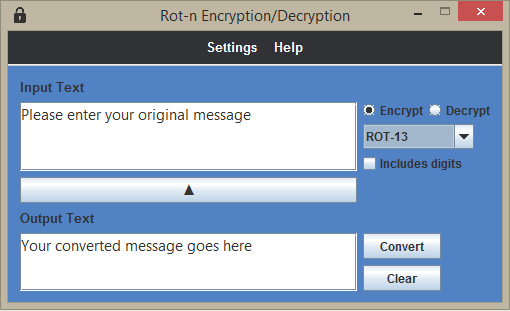 Rot-n Encryption/Decryption
Settings Help
Input Text
Please enter your original message
Encrypt Decrypt
ROT-13
Includes digits
Output Text
Your converted message goes here
Convert
Clear